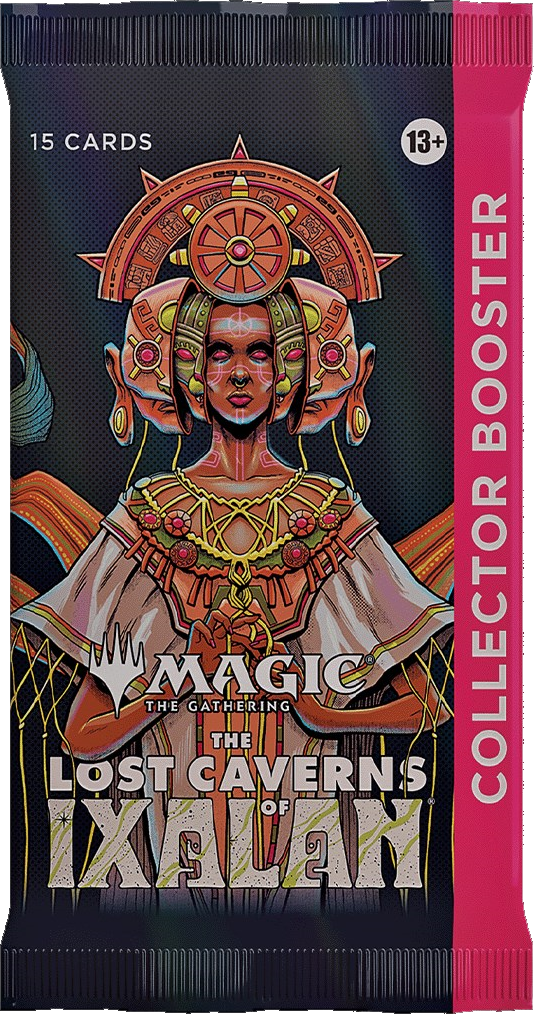 15 CARDS
13+
MAGIC®
THE GATHERING
THE
LOST CAVERNS
OF
IXALAN®
COLLECTOR BOOSTER